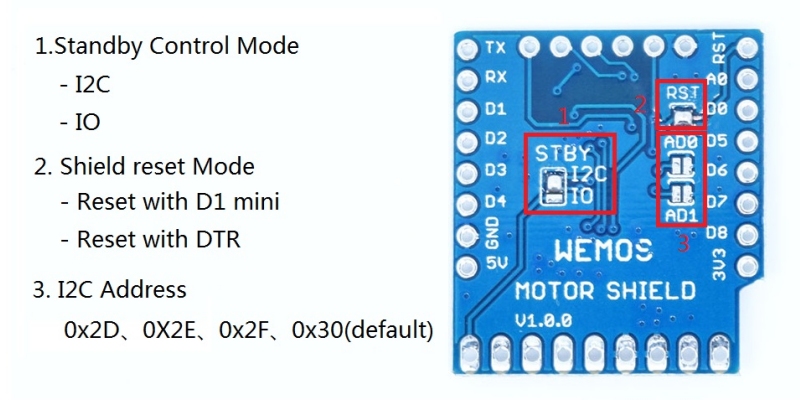 1.Standby Control Mode
- I2C
- IO
2. Shield reset Mode
- Reset with D1 mini
- Reset with DTR
3. I2C Address
0x2D、0X2E、0x2F、0x30(default)
TX
RX
D1
D2
D3
D4
GND
5V
RST
A0
D0
D5
D6
D7
D8
3V3
1
STBY
I2C
IO
2
RST
AD0
AD1
3
WEMOS
MOTOR SHIELD
V1.0.0